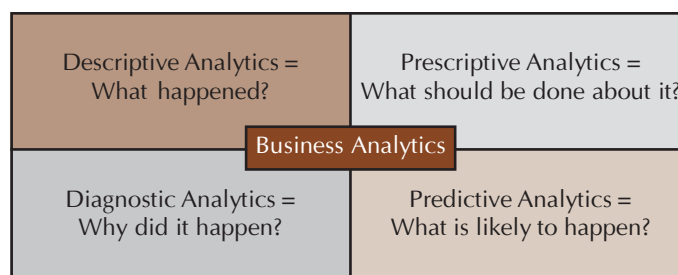 Descriptive Analytics =
What happened?
Prescriptive Analytics =
What should be done about it?
Business Analytics
Diagnostic Analytics =
Why did it happen?
Predictive Analytics =
What is likely to happen?